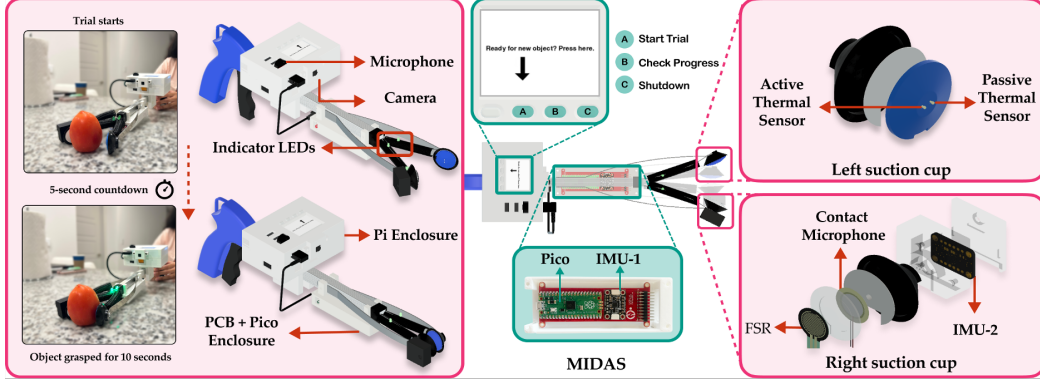 Trial starts
5-second countdown
Object grasped for 10 seconds
Microphone
Camera
Indicator LEDs
Pi Enclosure
PCB + Pico
Enclosure
Ready for new object? Press here.
A Start Trial
B Check Progress
C Shutdown
A B C
Pico IMU-1
MIDAS
Active
Thermal
Sensor
Passive
Thermal
Sensor
Left suction cup
Contact
Microphone
FSR
IMU-2
Right suction cup